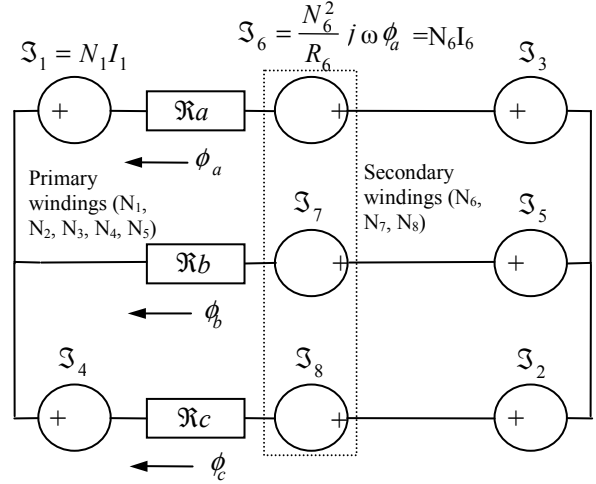 ℑ₁ = N₁I₁
ℑ₆ = N₆²/R₆ jωϕₐ =N₆I₆
ℑ₃
+ ℜa + +
ϕₐ
Primary
windings (N₁,
N₂, N₃, N₄, N₅)
ℑ₇
Secondary
windings (N₆,
N₇, N₈)
ℑ₅
ℜb + +
ϕb
ℑ₄
ℑ₈
ℑ₂
+ ℜc + +
ϕc